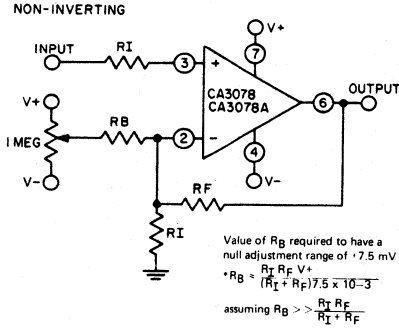 NON-INVERTING
V+
INPUT
RI
3
+
7
CA3078
CA3078A
6
OUTPUT
V+
RB
2
-
1 MEG
4
V-
V-
RF
RI
Value of RB required to have a
null adjustment range of ±7.5 mV
*RB ≈ RI RF V+
(RI + RF) 7.5 x 10-3
assuming RB >> RI RF
RI + RF